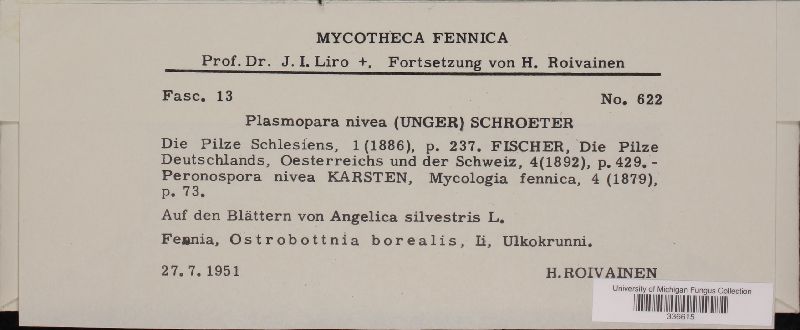 MYCOTHECA FENNICA
Prof. Dr. J. I. Liro +. Fortsetzung von H. Roivainen
Fasc. 13 No. 622
Plasmopara nivea (UNGER) SCHROETER
Die Pilze Schlesiens, 1 (1886), p. 237. FISCHER, Die Pilze
Deutschlands, Oesterreichs und der Schweiz, 4(1892), p. 429. -
Peronospora nivea KARSTEN, Mycologia fennica, 4 (1879),
p. 73.
Auf den Blättern von Angelica silvestris L.
Fennia, Ostrobottnia borealis, Ii, Ulkokrunni.
27. 7. 1951 H. ROIVAINEN
University of Michigan Fungus Collection
336615